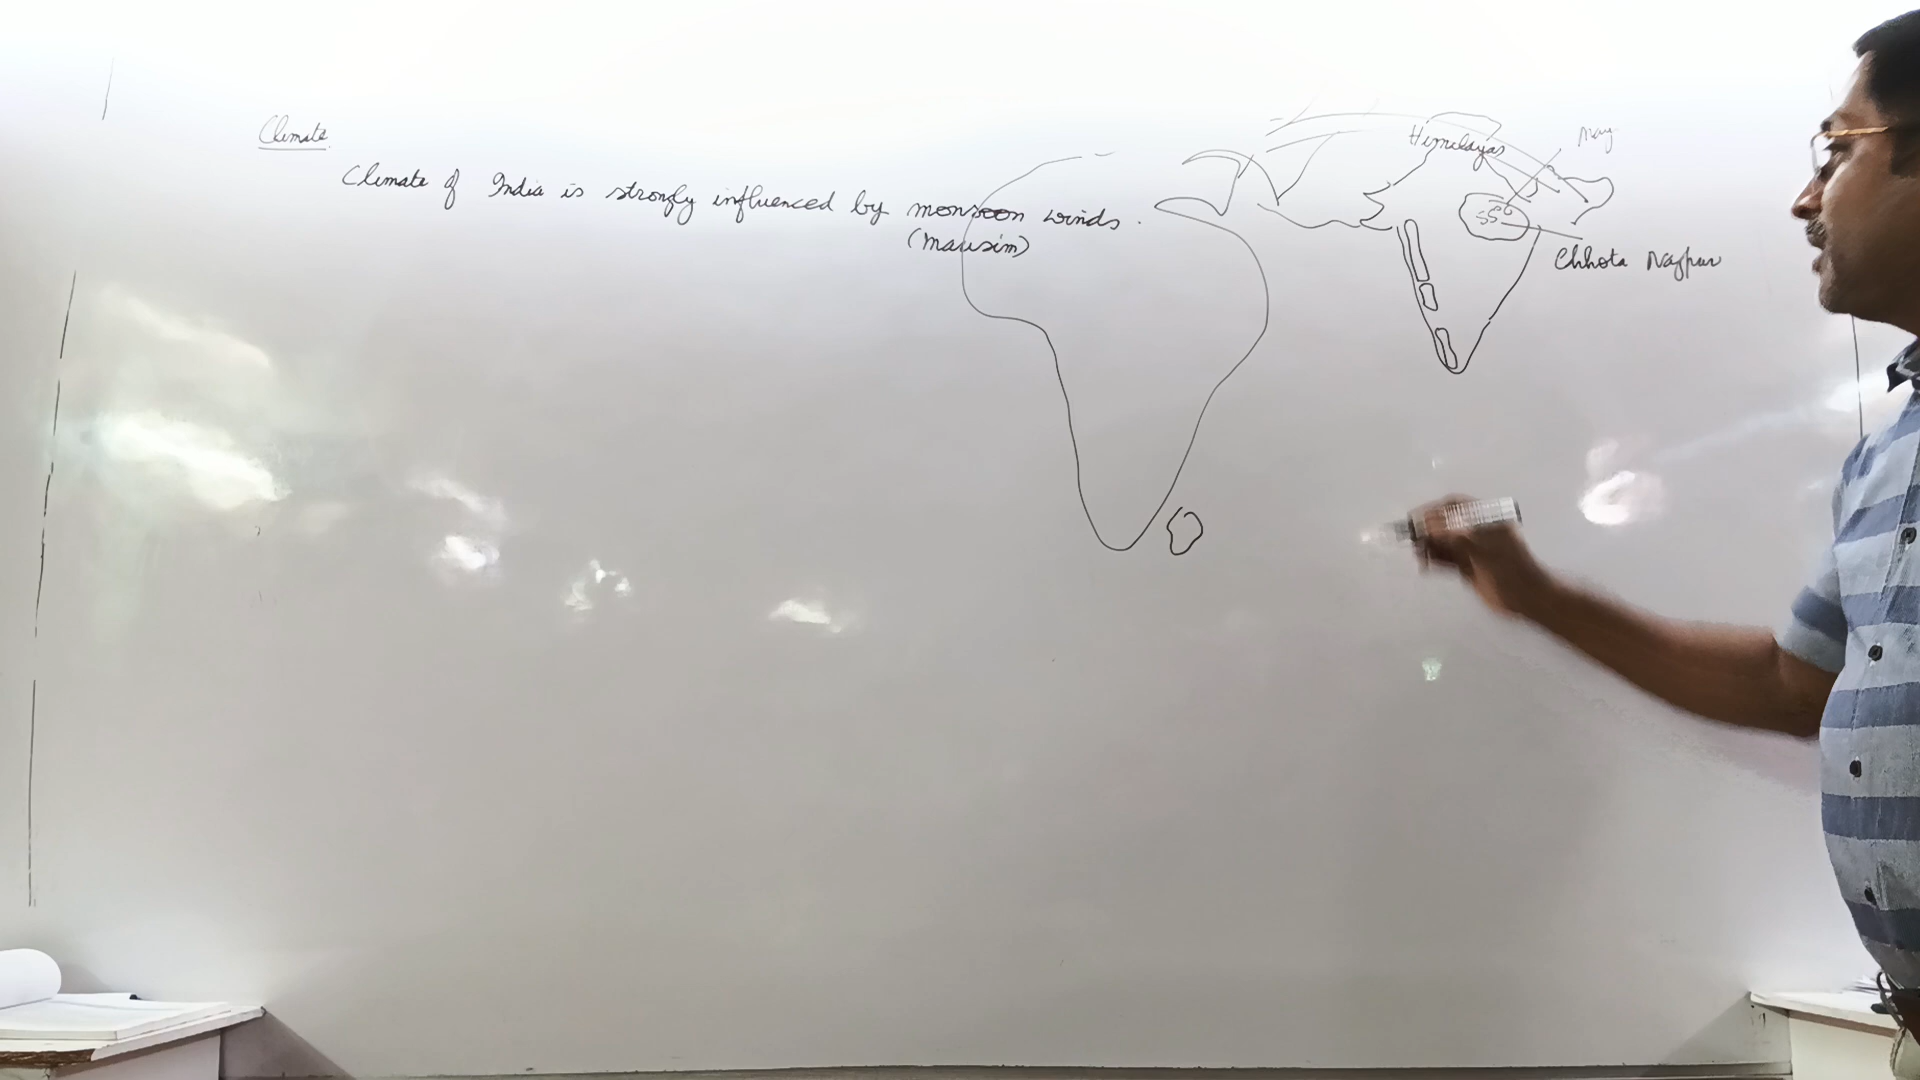 Climate
Climate of India is strongly influenced by monsoon winds.
(Mausim)
Himalayas
May
Chhota Nagpur